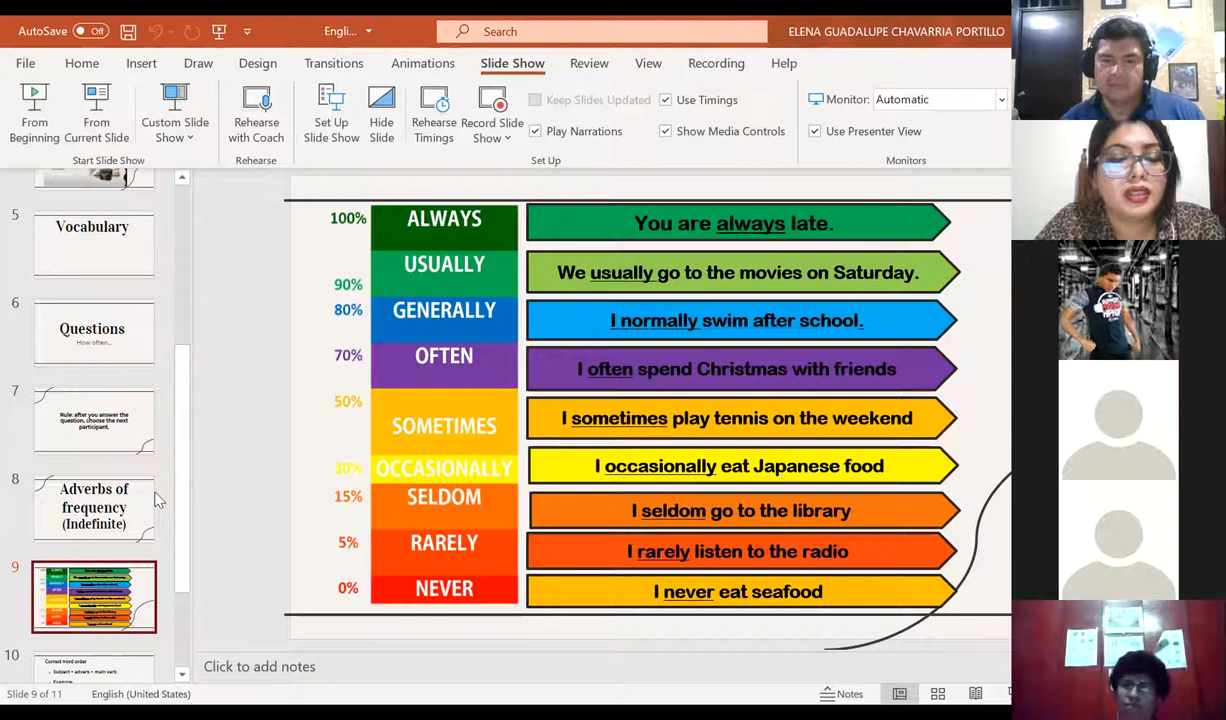 AutoSave Off Engli... Search ELENA GUADALUPE CHAVARRIA PORTILLO
File Home Insert Draw Design Transitions Animations Slide Show Review View Recording Help
From Beginning
From Current Slide
Custom Slide Show
Rehearse with Coach
Set Up Slide Show
Hide Slide
Rehearse Timings
Record Slide Show
Keep Slides Updated
Play Narrations
Use Timings
Show Media Controls
Monitor: Automatic
Use Presenter View
Start Slide Show Rehearse Set Up Monitors
5 Vocabulary
6 Questions
How often...
7 Rule: after you answer the
question, choose the next
participant.
8 Adverbs of
frequency
(Indefinite)
9
10 Correct word order
Subject + adverb + main verb
Example
100% ALWAYS You are always late.
90% USUALLY We usually go to the movies on Saturday.
80% GENERALLY I normally swim after school.
70% OFTEN I often spend Christmas with friends
50% SOMETIMES I sometimes play tennis on the weekend
30% OCCASIONALLY I occasionally eat Japanese food
15% SELDOM I seldom go to the library
5% RARELY I rarely listen to the radio
0% NEVER I never eat seafood
Click to add notes
Slide 9 of 11 English (United States) Notes